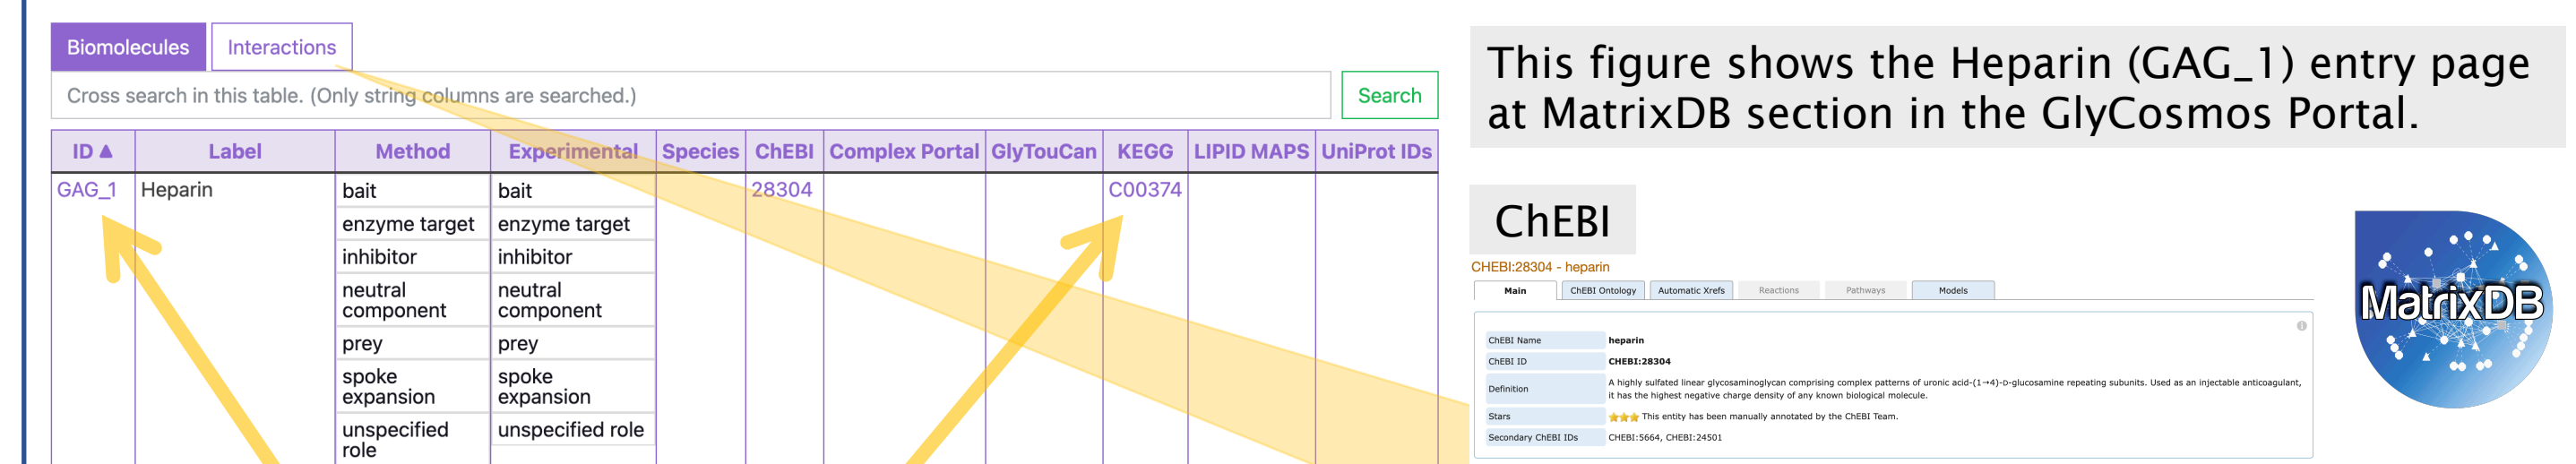 Biomolecules Interactions
Cross search in this table. (Only string columns are searched.) Search
ID ▲ Label Method Experimental Species ChEBI Complex Portal GlyTouCan KEGG LIPID MAPS UniProt IDs
GAG_1 Heparin bait bait 28304 C00374
enzyme target enzyme target
inhibitor inhibitor
neutral component neutral component
prey prey
spoke expansion spoke expansion
unspecified role unspecified role
This figure shows the Heparin (GAG_1) entry page
at MatrixDB section in the GlyCosmos Portal.
ChEBI
CHEBI:28304 - heparin
Main ChEBI Ontology Automatic Xrefs Reactions Pathways Models
ChEBI Name heparin
ChEBI ID CHEBI:28304
Definition A highly sulfated linear glycosaminoglycan comprising complex patterns of uronic acid-(1→4)-D-glucosamine repeating subunits. Used as an injectable anticoagulant,
it has the highest negative charge density of any known biological molecule.
Stars This entity has been manually annotated by the ChEBI Team.
Secondary ChEBI IDs CHEBI:5664, CHEBI:24501
MatrixDB